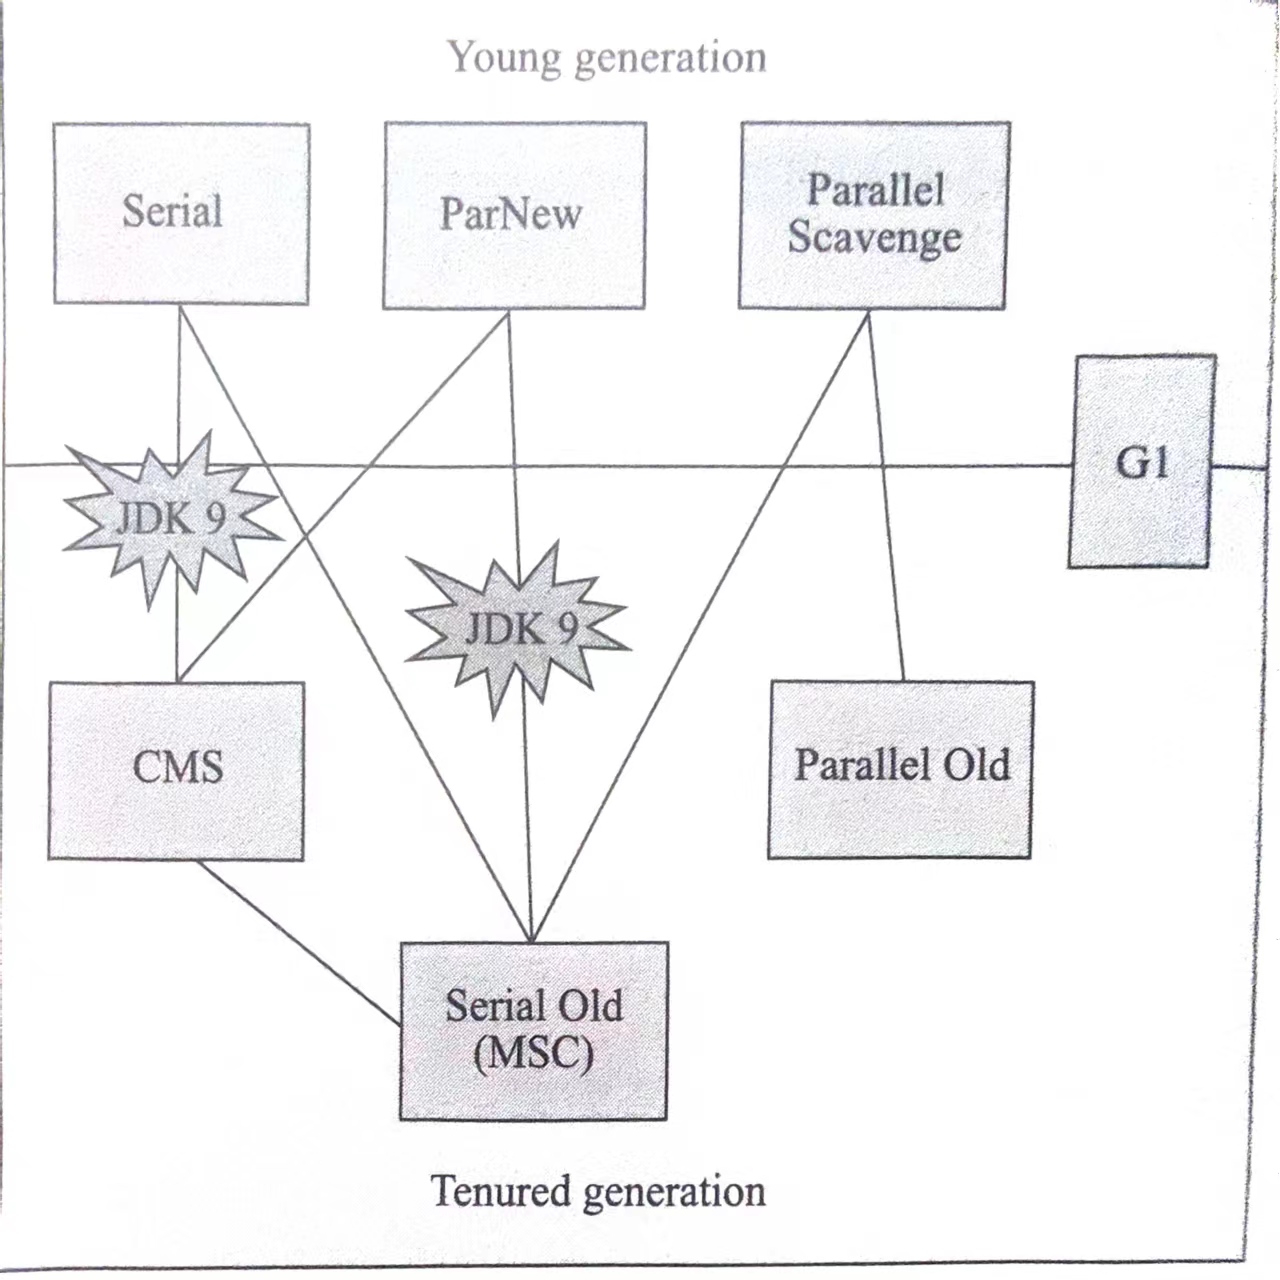 Young generation
Serial
ParNew
Parallel
Scavenge
G1
JDK 9
JDK 9
CMS
Parallel Old
Serial Old
(MSC)
Tenured generation